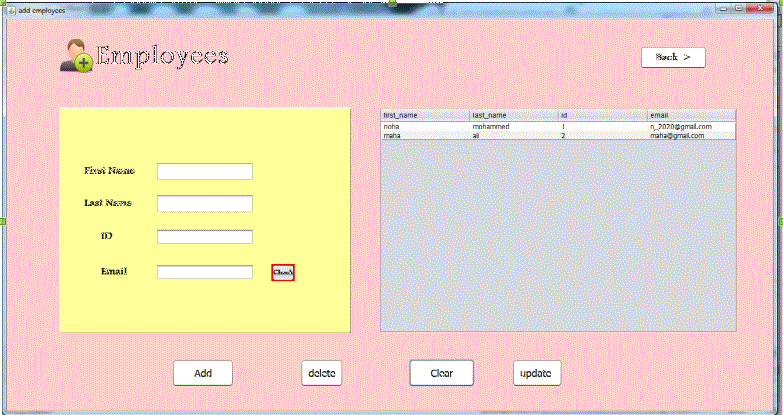 add employees
Employees
Back >
first_name last_name id email
noha mohammed 1 n_2020@gmail.com
maha ali 2 maha@gmail.com
First Name
Last Name
ID
Email
Check
Add delete Clear update